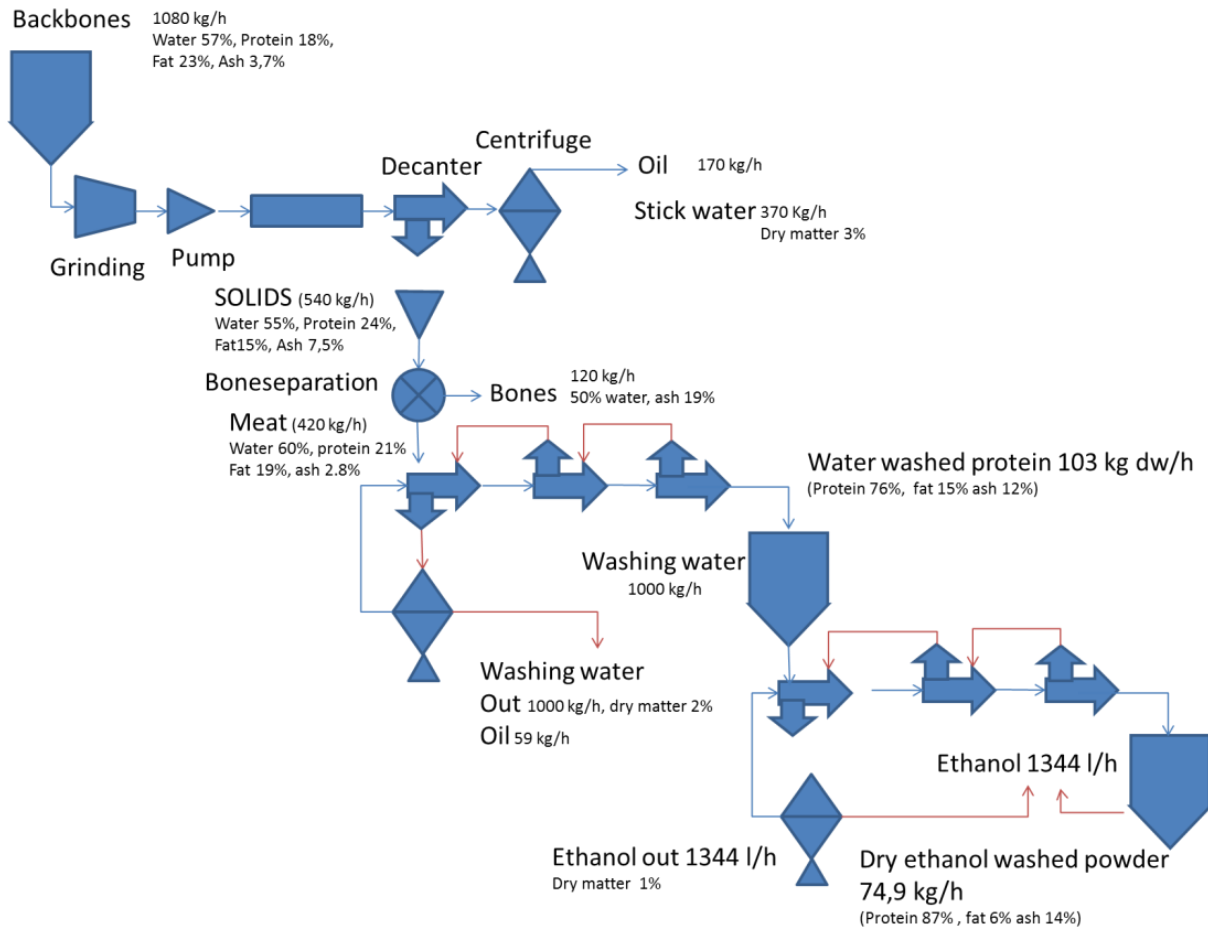 Backbones
1080 kg/h
Water 57%, Protein 18%,
Fat 23%, Ash 3,7%
Centrifuge
Decanter
Oil
170 kg/h
Stick water
370 Kg/h
Dry matter 3%
Grinding
Pump
SOLIDS (540 kg/h)
Water 55%, Protein 24%,
Fat15%, Ash 7,5%
Boneseparation
Bones
120 kg/h
50% water, ash 19%
Meat (420 kg/h)
Water 60%, protein 21%
Fat 19%, ash 2.8%
Water washed protein 103 kg dw/h
(Protein 76%, fat 15% ash 12%)
Washing water
1000 kg/h
Washing water
Out 1000 kg/h, dry matter 2%
Oil 59 kg/h
Ethanol 1344 l/h
Ethanol out 1344 l/h
Dry matter 1%
Dry ethanol washed powder
74,9 kg/h
(Protein 87% , fat 6% ash 14%)